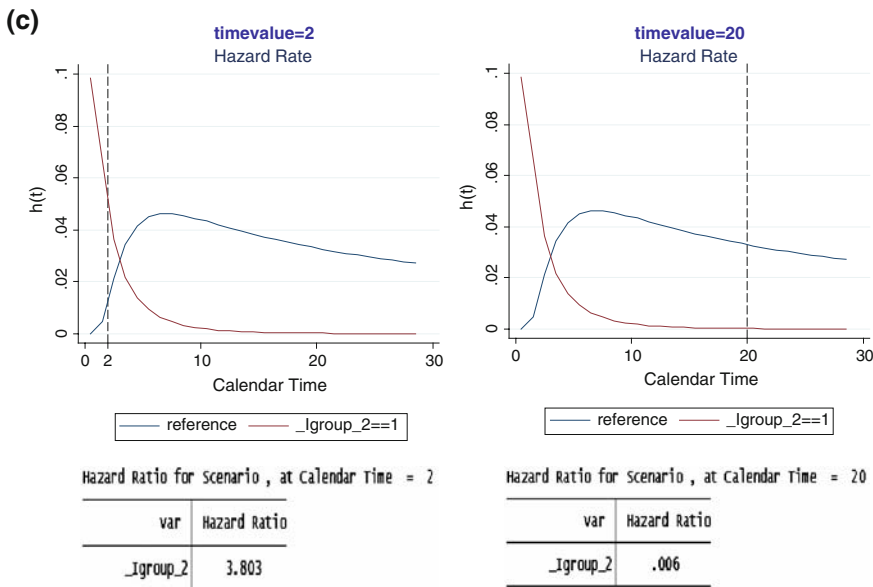 (c)
timevalue=2
Hazard Rate
h(t)
.1
.08
.06
.04
.02
0
0 2 10 20 30
Calendar Time
reference _Igroup_2==1
Hazard Ratio for Scenario , at Calendar Time = 2
var Hazard Ratio
_Igroup_2 3.803
timevalue=20
Hazard Rate
h(t)
.1
.08
.06
.04
.02
0
0 10 20 30
Calendar Time
reference _Igroup_2==1
Hazard Ratio for Scenario , at Calendar Time = 20
var Hazard Ratio
_Igroup_2 .006